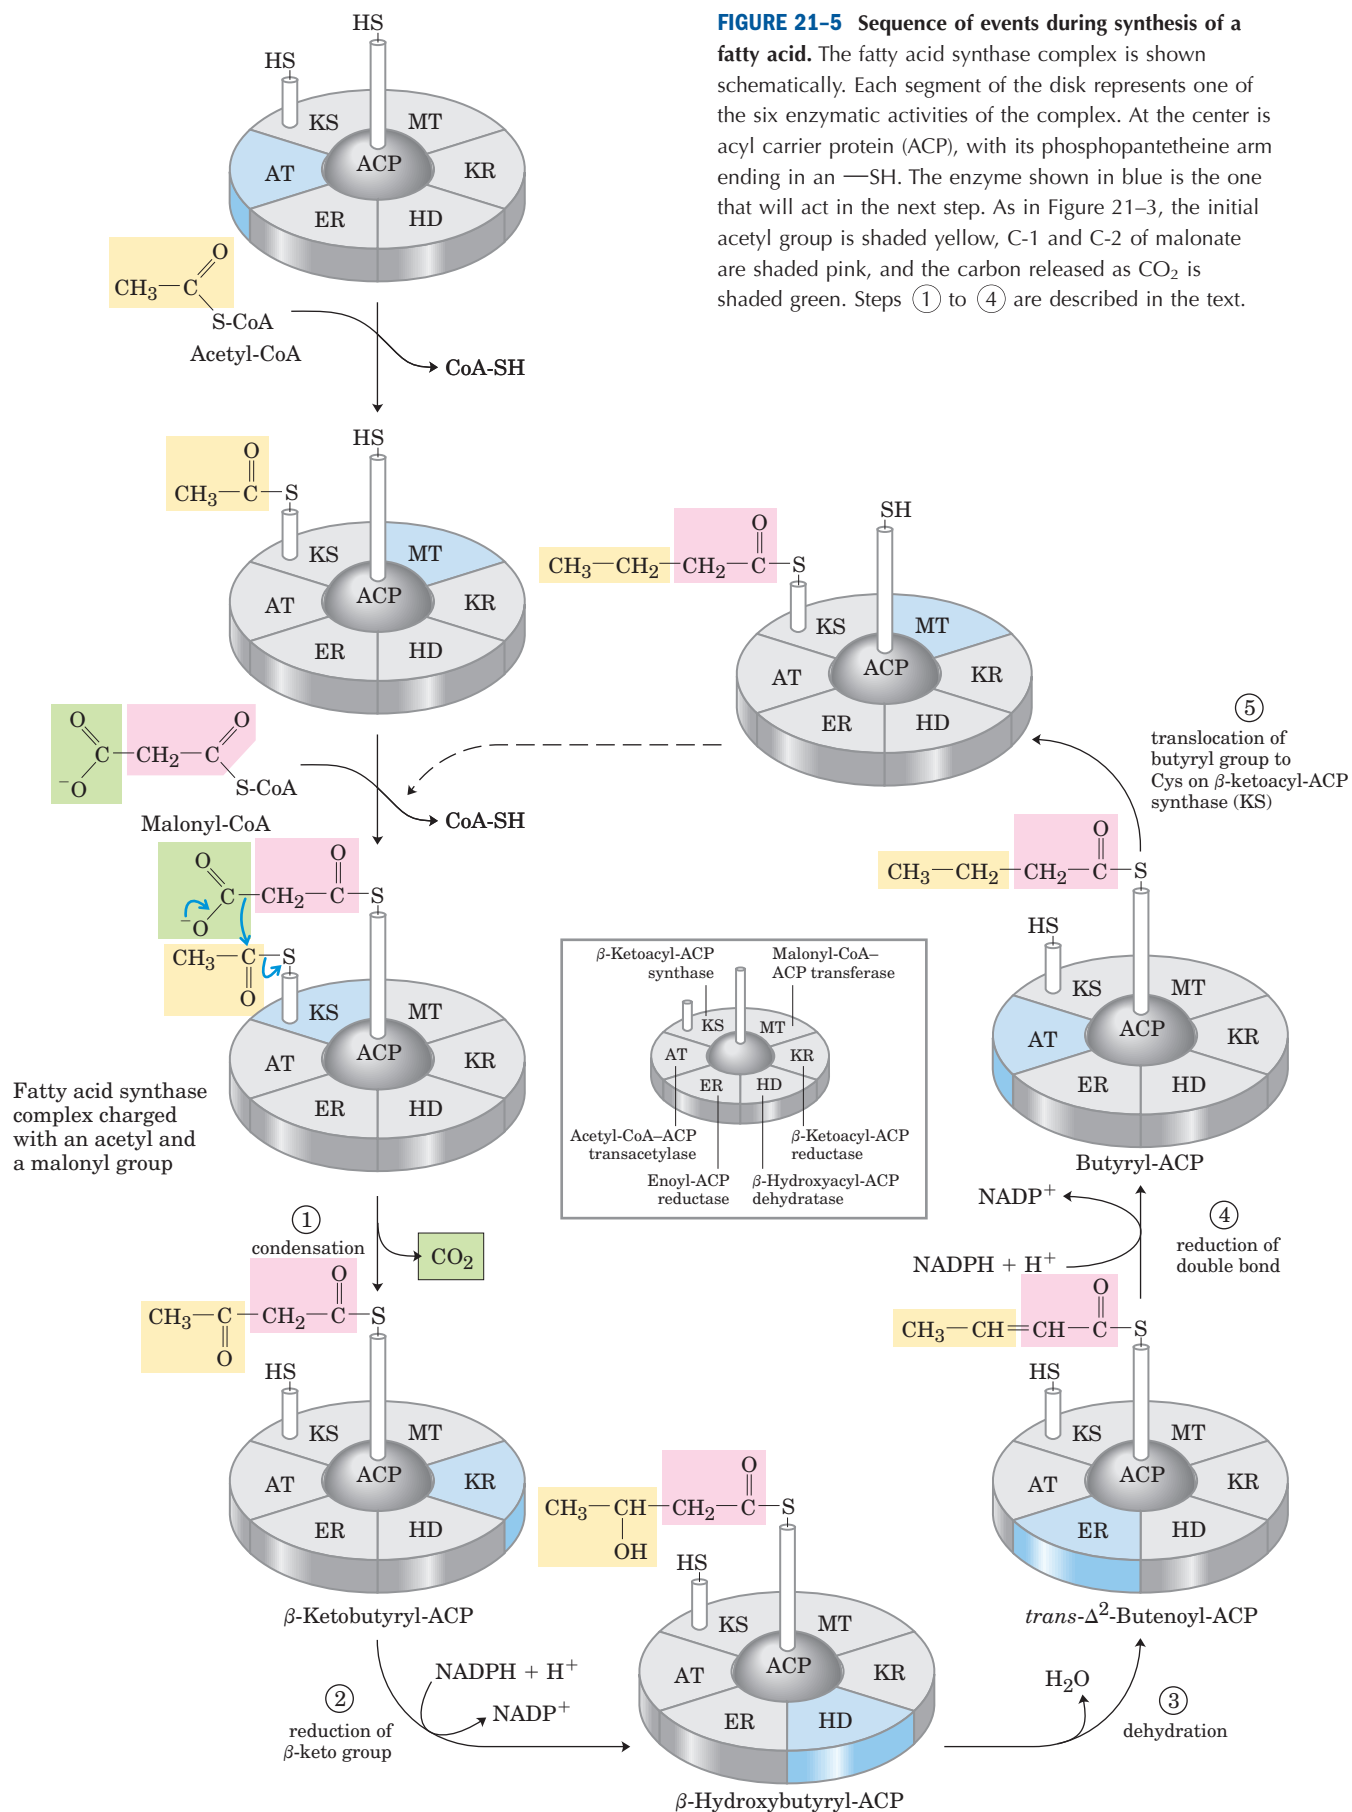 FIGURE 21–5 Sequence of events during synthesis of a
fatty acid. The fatty acid synthase complex is shown
schematically. Each segment of the disk represents one of
the six enzymatic activities of the complex. At the center is
acyl carrier protein (ACP), with its phosphopantetheine arm
ending in an —SH. The enzyme shown in blue is the one
that will act in the next step. As in Figure 21–3, the initial
acetyl group is shaded yellow, C-1 and C-2 of malonate
are shaded pink, and the carbon released as CO₂ is
shaded green. Steps ① to ④ are described in the text.
HS
HS
KS
MT
AT
ACP
KR
ER
HD
O
CH₃—C
S-CoA
Acetyl-CoA
CoA-SH
HS
O
CH₃—C—S
KS
MT
AT
ACP
KR
ER
HD
O
O
C—CH₂—C
⁻O
S-CoA
Malonyl-CoA
CoA-SH
O
O
C—CH₂—C—S
⁻O
CH₃—C—S
O
KS
MT
AT
ACP
KR
ER
HD
Fatty acid synthase
complex charged
with an acetyl and
a malonyl group
①
condensation
CO₂
O
CH₃—C—CH₂—C—S
O
HS
KS
MT
AT
ACP
KR
ER
HD
β-Ketobutyryl-ACP
②
reduction of
β-keto group
NADPH + H⁺
NADP⁺
O
CH₃—CH—CH₂—C—S
OH
HS
KS
MT
AT
ACP
KR
ER
HD
β-Hydroxybutyryl-ACP
H₂O
③
dehydration
O
CH₃—CH=CH—C—S
HS
KS
MT
AT
ACP
KR
ER
HD
trans-Δ²-Butenoyl-ACP
NADPH + H⁺
NADP⁺
④
reduction of
double bond
O
CH₃—CH₂—CH₂—C—S
HS
KS
MT
AT
ACP
KR
ER
HD
Butyryl-ACP
⑤
translocation of
butyryl group to
Cys on β-ketoacyl-ACP
synthase (KS)
SH
O
CH₃—CH₂—CH₂—C—S
KS
MT
AT
ACP
KR
ER
HD
β-Ketoacyl-ACP
synthase
Malonyl-CoA–
ACP transferase
KS
MT
AT
KR
ER
HD
Acetyl-CoA–ACP
transacetylase
β-Ketoacyl-ACP
reductase
Enoyl-ACP
reductase
β-Hydroxyacyl-ACP
dehydratase